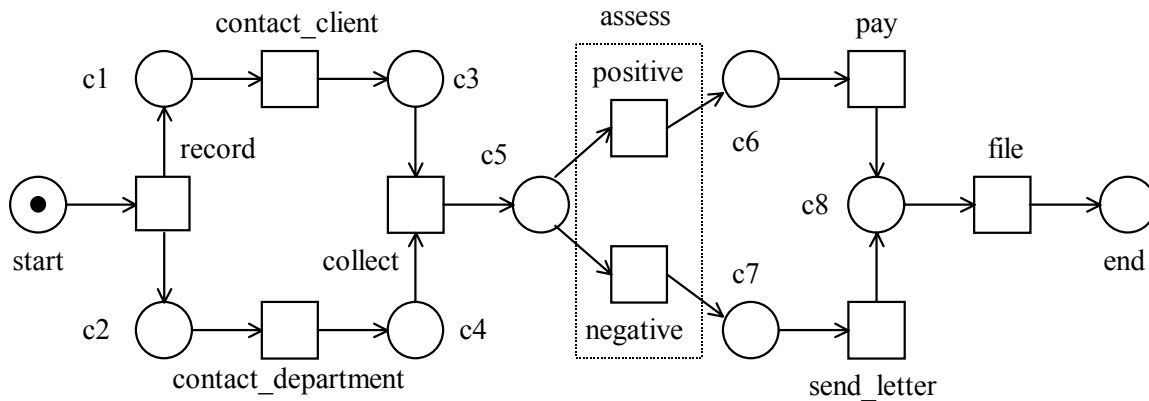 assess
contact_client
pay
c1
c3
positive
c6
record
c5
file
start
collect
c8
end
c7
c2
c4
negative
contact_department
send_letter